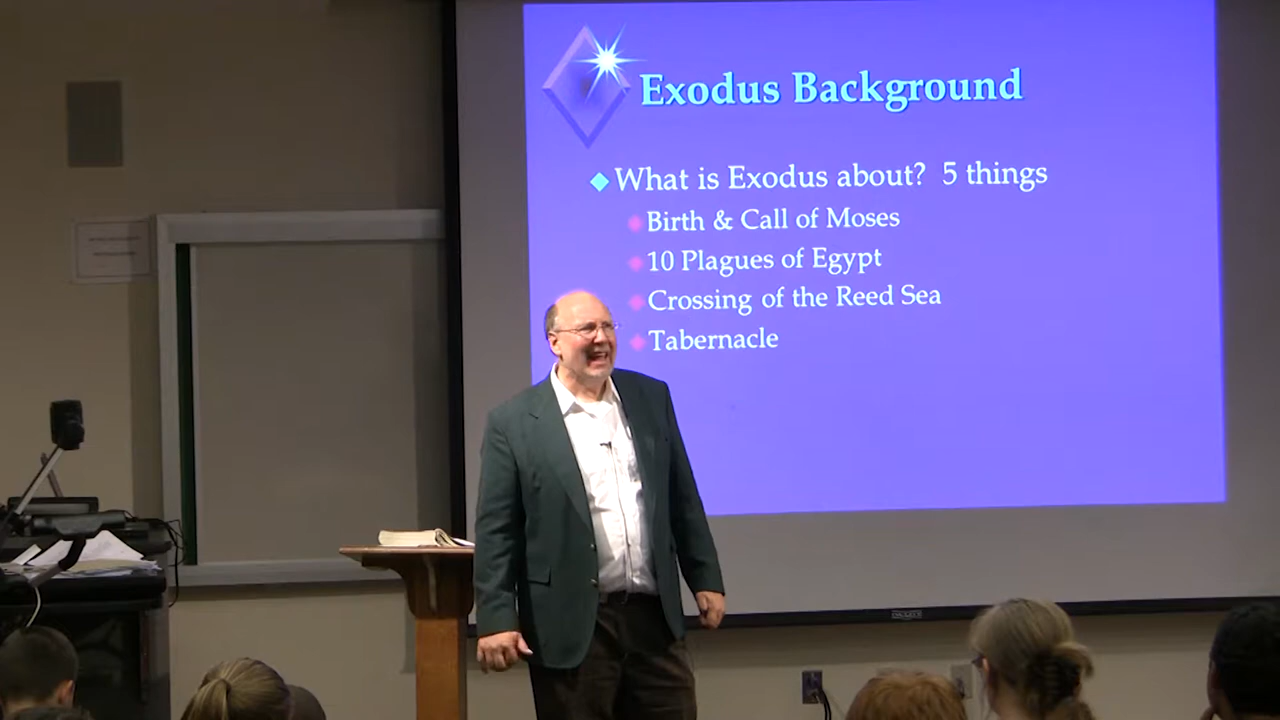 Exodus Background
What is Exodus about? 5 things
Birth & Call of Moses
10 Plagues of Egypt
Crossing of the Reed Sea
Tabernacle